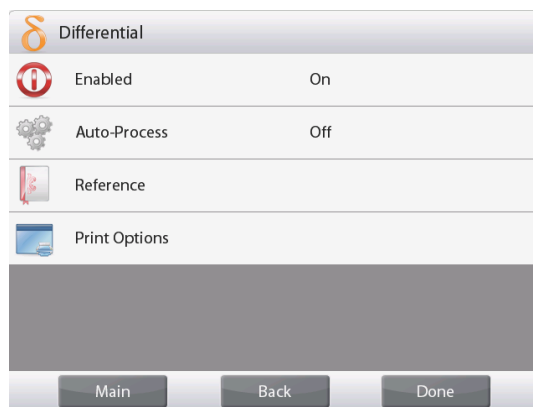 δ Differential
Enabled On
Auto-Process Off
Reference
Print Options
Main Back Done